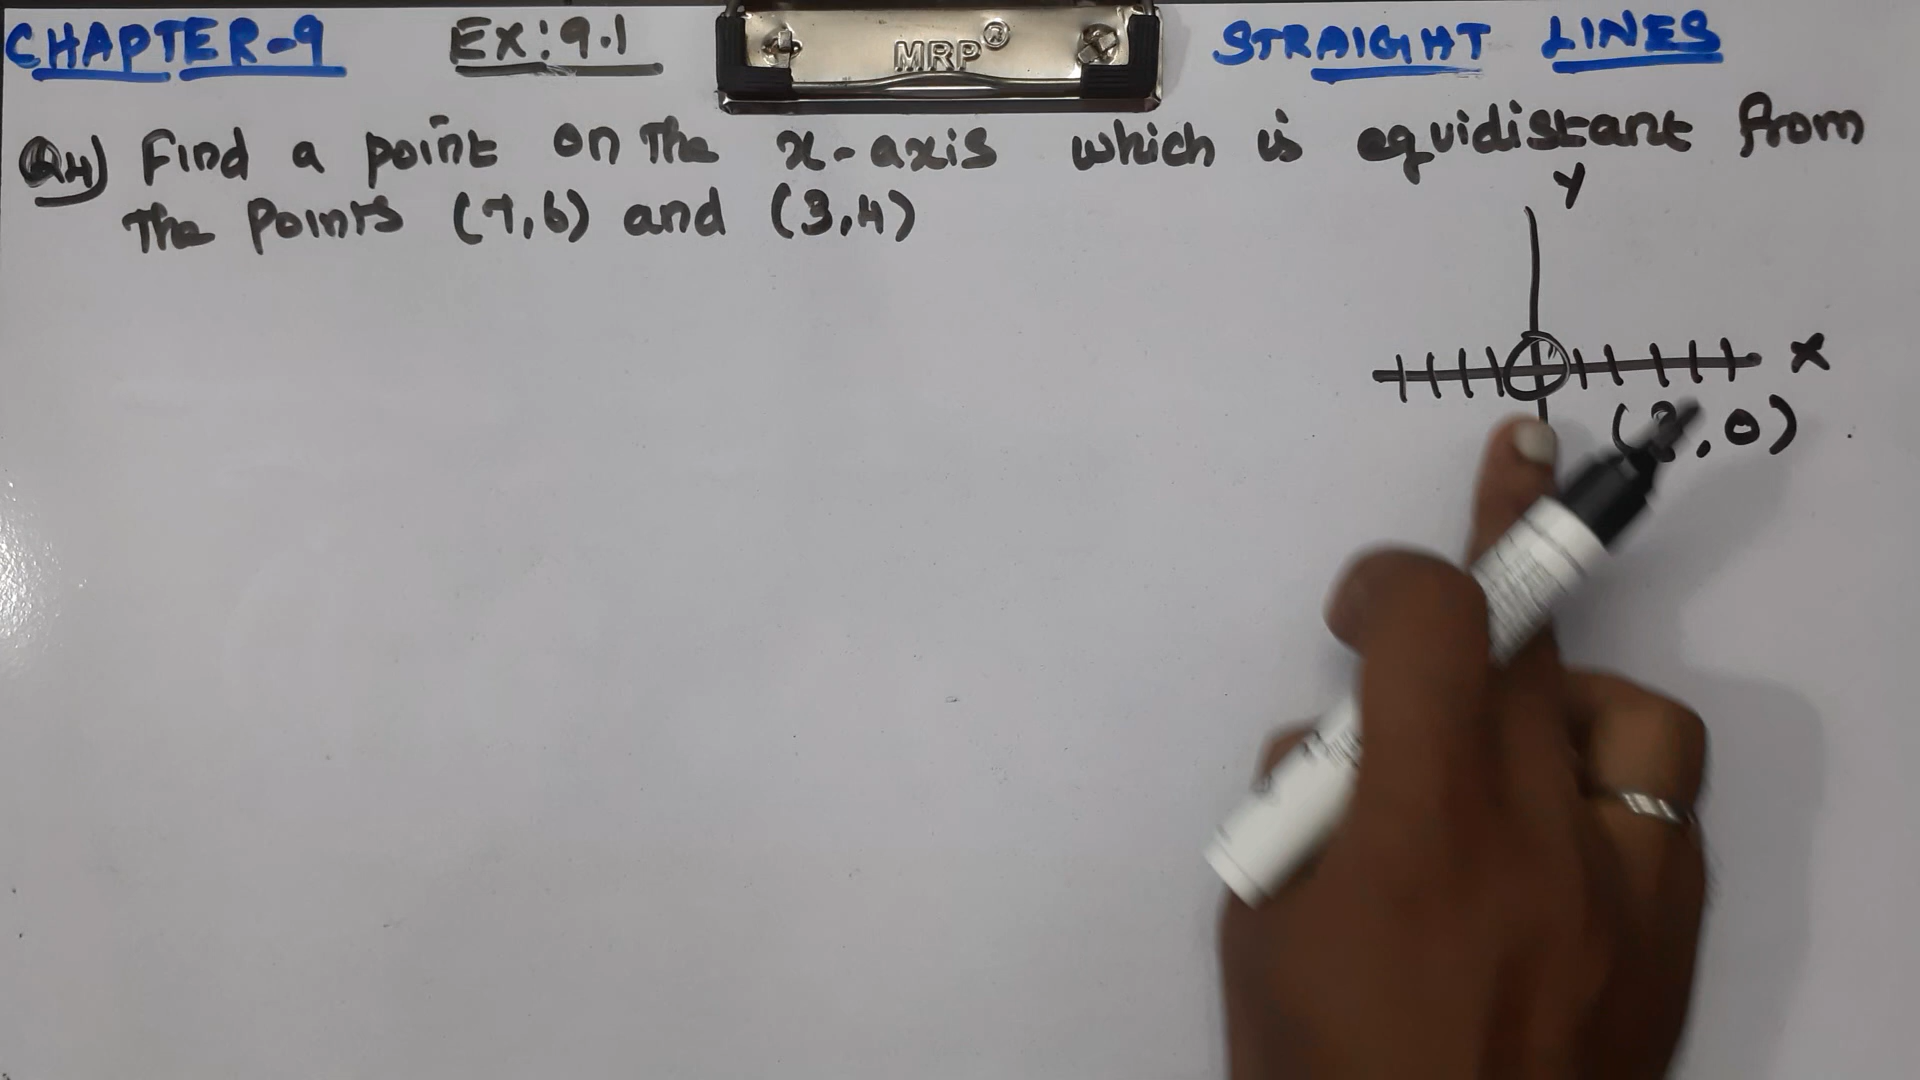 CHAPTER-9 EX:9.1 MRP® STRAIGHT LINES
Q4) Find a point on the x-axis which is equidistant from
the points (7,6) and (3,4)
Y
X
(?,0)